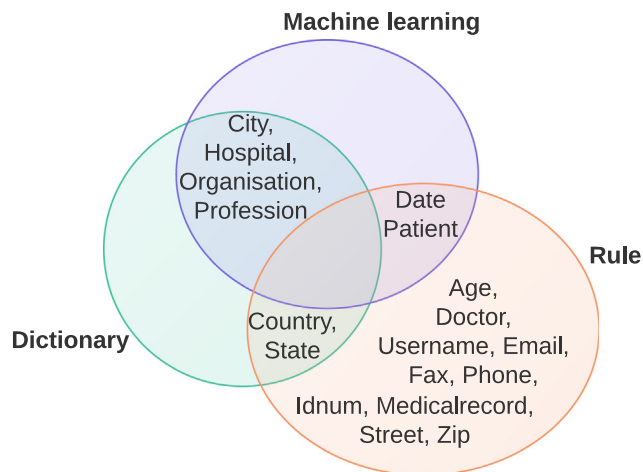 Machine learning
City,
Hospital,
Organisation,
Profession
Date
Patient
Rule
Age,
Doctor,
Username, Email,
Fax, Phone,
Idnum, Medicalrecord,
Street, Zip
Country,
State
Dictionary